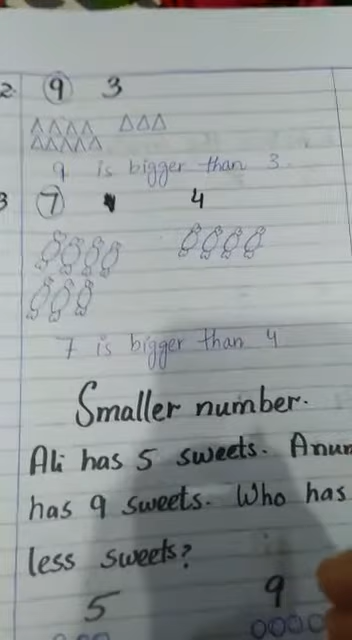 2. 9 3
9 is bigger than 3.
3 7 4
7 is bigger than 4
Smaller number.
Ali has 5 sweets. Anum
has 9 sweets. Who has
less sweets?
5 9